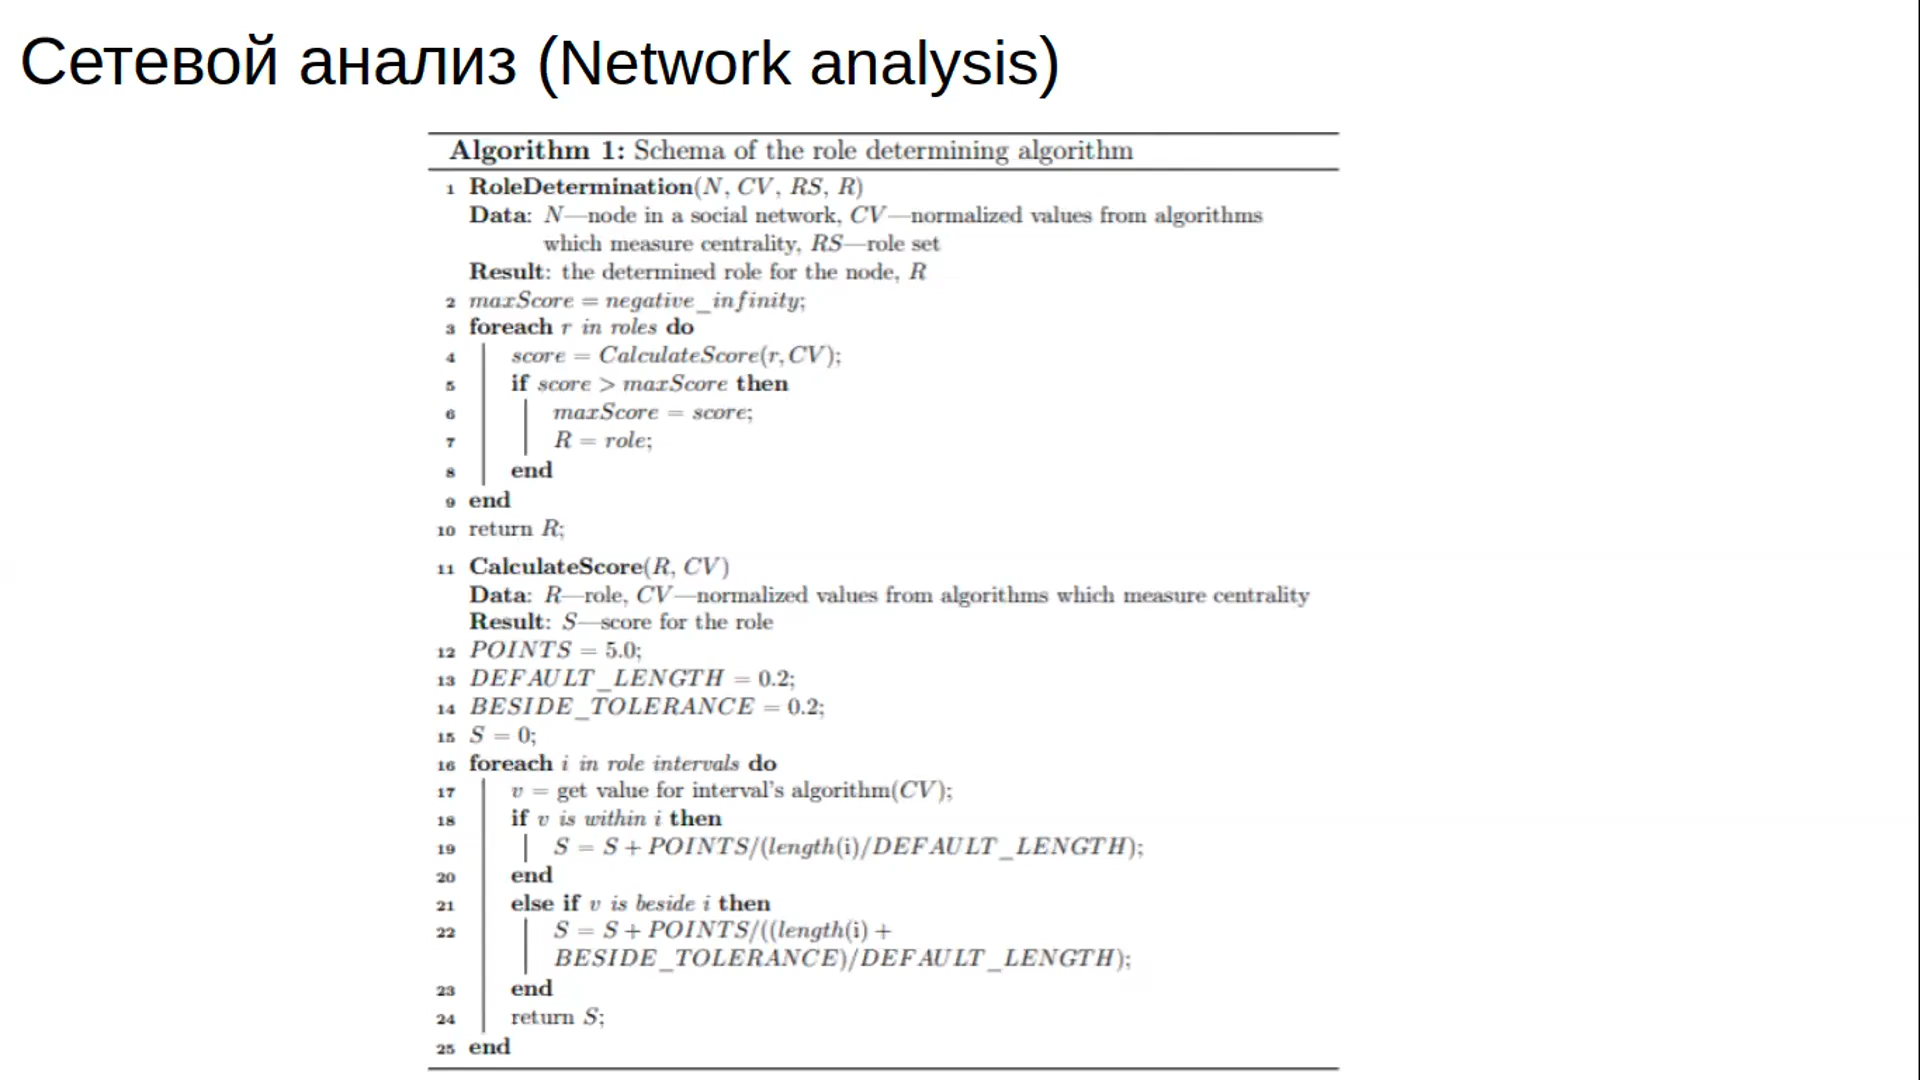 Сетевой анализ (Network analysis)
Algorithm 1: Schema of the role determining algorithm
1 RoleDetermination(N, CV, RS, R)
Data: N—node in a social network, CV—normalized values from algorithms
which measure centrality, RS—role set
Result: the determined role for the node, R
2 maxScore = negative_infinity;
3 foreach r in roles do
4 score = CalculateScore(r, CV);
5 if score > maxScore then
6 maxScore = score;
7 R = role;
8 end
9 end
10 return R;
11 CalculateScore(R, CV)
Data: R—role, CV—normalized values from algorithms which measure centrality
Result: S—score for the role
12 POINTS = 5.0;
13 DEFAULT_LENGTH = 0.2;
14 BESIDE_TOLERANCE = 0.2;
15 S = 0;
16 foreach i in role intervals do
17 v = get value for interval's algorithm(CV);
18 if v is within i then
19 S = S + POINTS/(length(i)/DEFAULT_LENGTH);
20 end
21 else if v is beside i then
22 S = S + POINTS/((length(i) +
BESIDE_TOLERANCE)/DEFAULT_LENGTH);
23 end
24 return S;
25 end